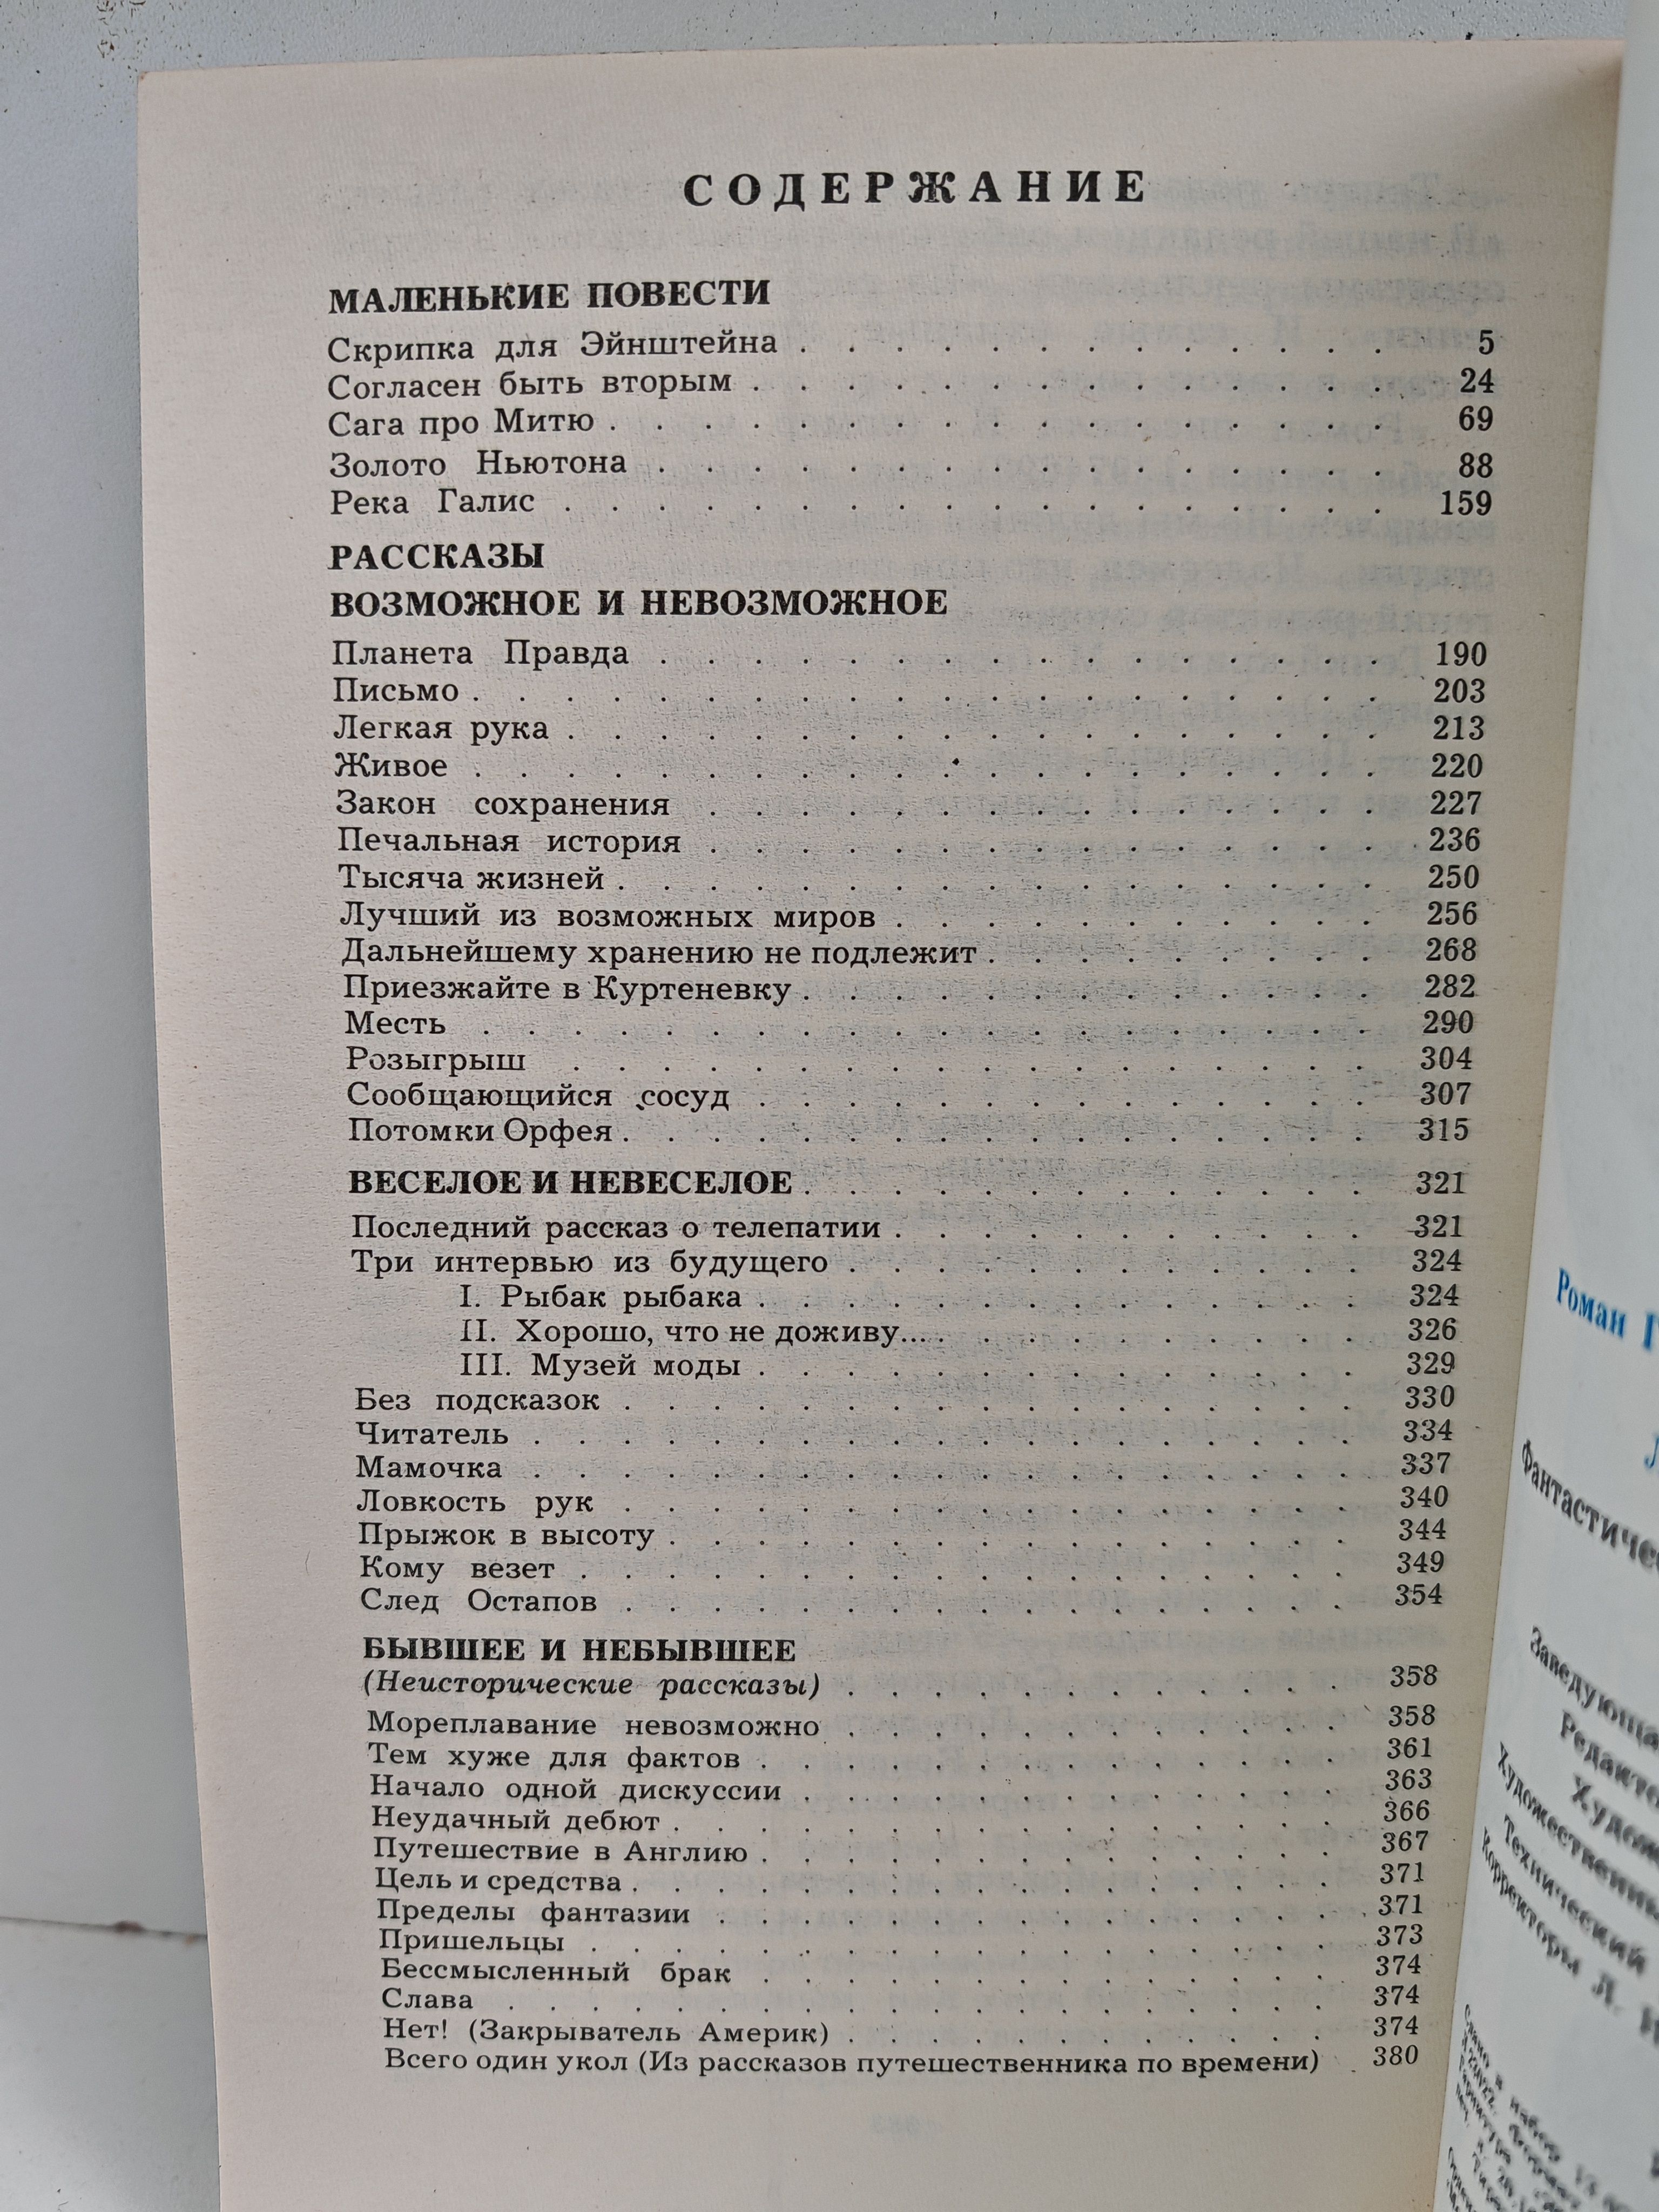 СОДЕРЖАНИЕ
МАЛЕНЬКИЕ ПОВЕСТИ
Скрипка для Эйнштейна . . . . . . . . . . . . . . 5
Согласен быть вторым . . . . . . . . . . . . . . . 24
Сага про Митю . . . . . . . . . . . . . . . . . . 69
Золото Ньютона . . . . . . . . . . . . . . . . . 88
Река Галис . . . . . . . . . . . . . . . . . . . 159
РАССКАЗЫ
ВОЗМОЖНОЕ И НЕВОЗМОЖНОЕ
Планета Правда . . . . . . . . . . . . . . . . . 190
Письмо . . . . . . . . . . . . . . . . . . . . . 203
Легкая рука . . . . . . . . . . . . . . . . . . . 213
Живое . . . . . . . . . . . . . . . . . . . . . 220
Закон сохранения . . . . . . . . . . . . . . . . 227
Печальная история . . . . . . . . . . . . . . . . 236
Тысяча жизней . . . . . . . . . . . . . . . . . . 250
Лучший из возможных миров . . . . . . . . . . . 256
Дальнейшему хранению не подлежит . . . . . . . . . 268
Приезжайте в Куртеневку . . . . . . . . . . . . . 282
Месть . . . . . . . . . . . . . . . . . . . . . 290
Розыгрыш . . . . . . . . . . . . . . . . . . . 304
Сообщающийся сосуд . . . . . . . . . . . . . . . 307
Потомки Орфея . . . . . . . . . . . . . . . . . 315
ВЕСЕЛОЕ И НЕВЕСЕЛОЕ . . . . . . . . . . . . . 321
Последний рассказ о телепатии . . . . . . . . . . . 321
Три интервью из будущего . . . . . . . . . . . . 324
I. Рыбак рыбака . . . . . . . . . . . . . . 324
II. Хорошо, что не доживу... . . . . . . . . . . 326
III. Музей моды . . . . . . . . . . . . . . 329
Без подсказок . . . . . . . . . . . . . . . . . 330
Читатель . . . . . . . . . . . . . . . . . . . 334
Мамочка . . . . . . . . . . . . . . . . . . . 337
Ловкость рук . . . . . . . . . . . . . . . . . 340
Прыжок в высоту . . . . . . . . . . . . . . . . 344
Кому везет . . . . . . . . . . . . . . . . . . 349
След Остапов . . . . . . . . . . . . . . . . . 354
БЫВШЕЕ И НЕБЫВШЕЕ
(Неисторические рассказы) . . . . . . . . . . . . 358
Мореплавание невозможно . . . . . . . . . . . . 358
Тем хуже для фактов . . . . . . . . . . . . . . 361
Начало одной дискуссии . . . . . . . . . . . . . 363
Неудачный дебют . . . . . . . . . . . . . . . . 366
Путешествие в Англию . . . . . . . . . . . . . . 367
Цель и средства . . . . . . . . . . . . . . . . 371
Пределы фантазии . . . . . . . . . . . . . . . 371
Пришельцы . . . . . . . . . . . . . . . . . . 373
Бессмысленный брак . . . . . . . . . . . . . . 374
Слава . . . . . . . . . . . . . . . . . . . . 374
Нет! (Закрыватель Америк) . . . . . . . . . . . . 374
Всего один укол (Из рассказов путешественника по времени) . 380
Роман
Заведующая
Технический
Корректоры Л.